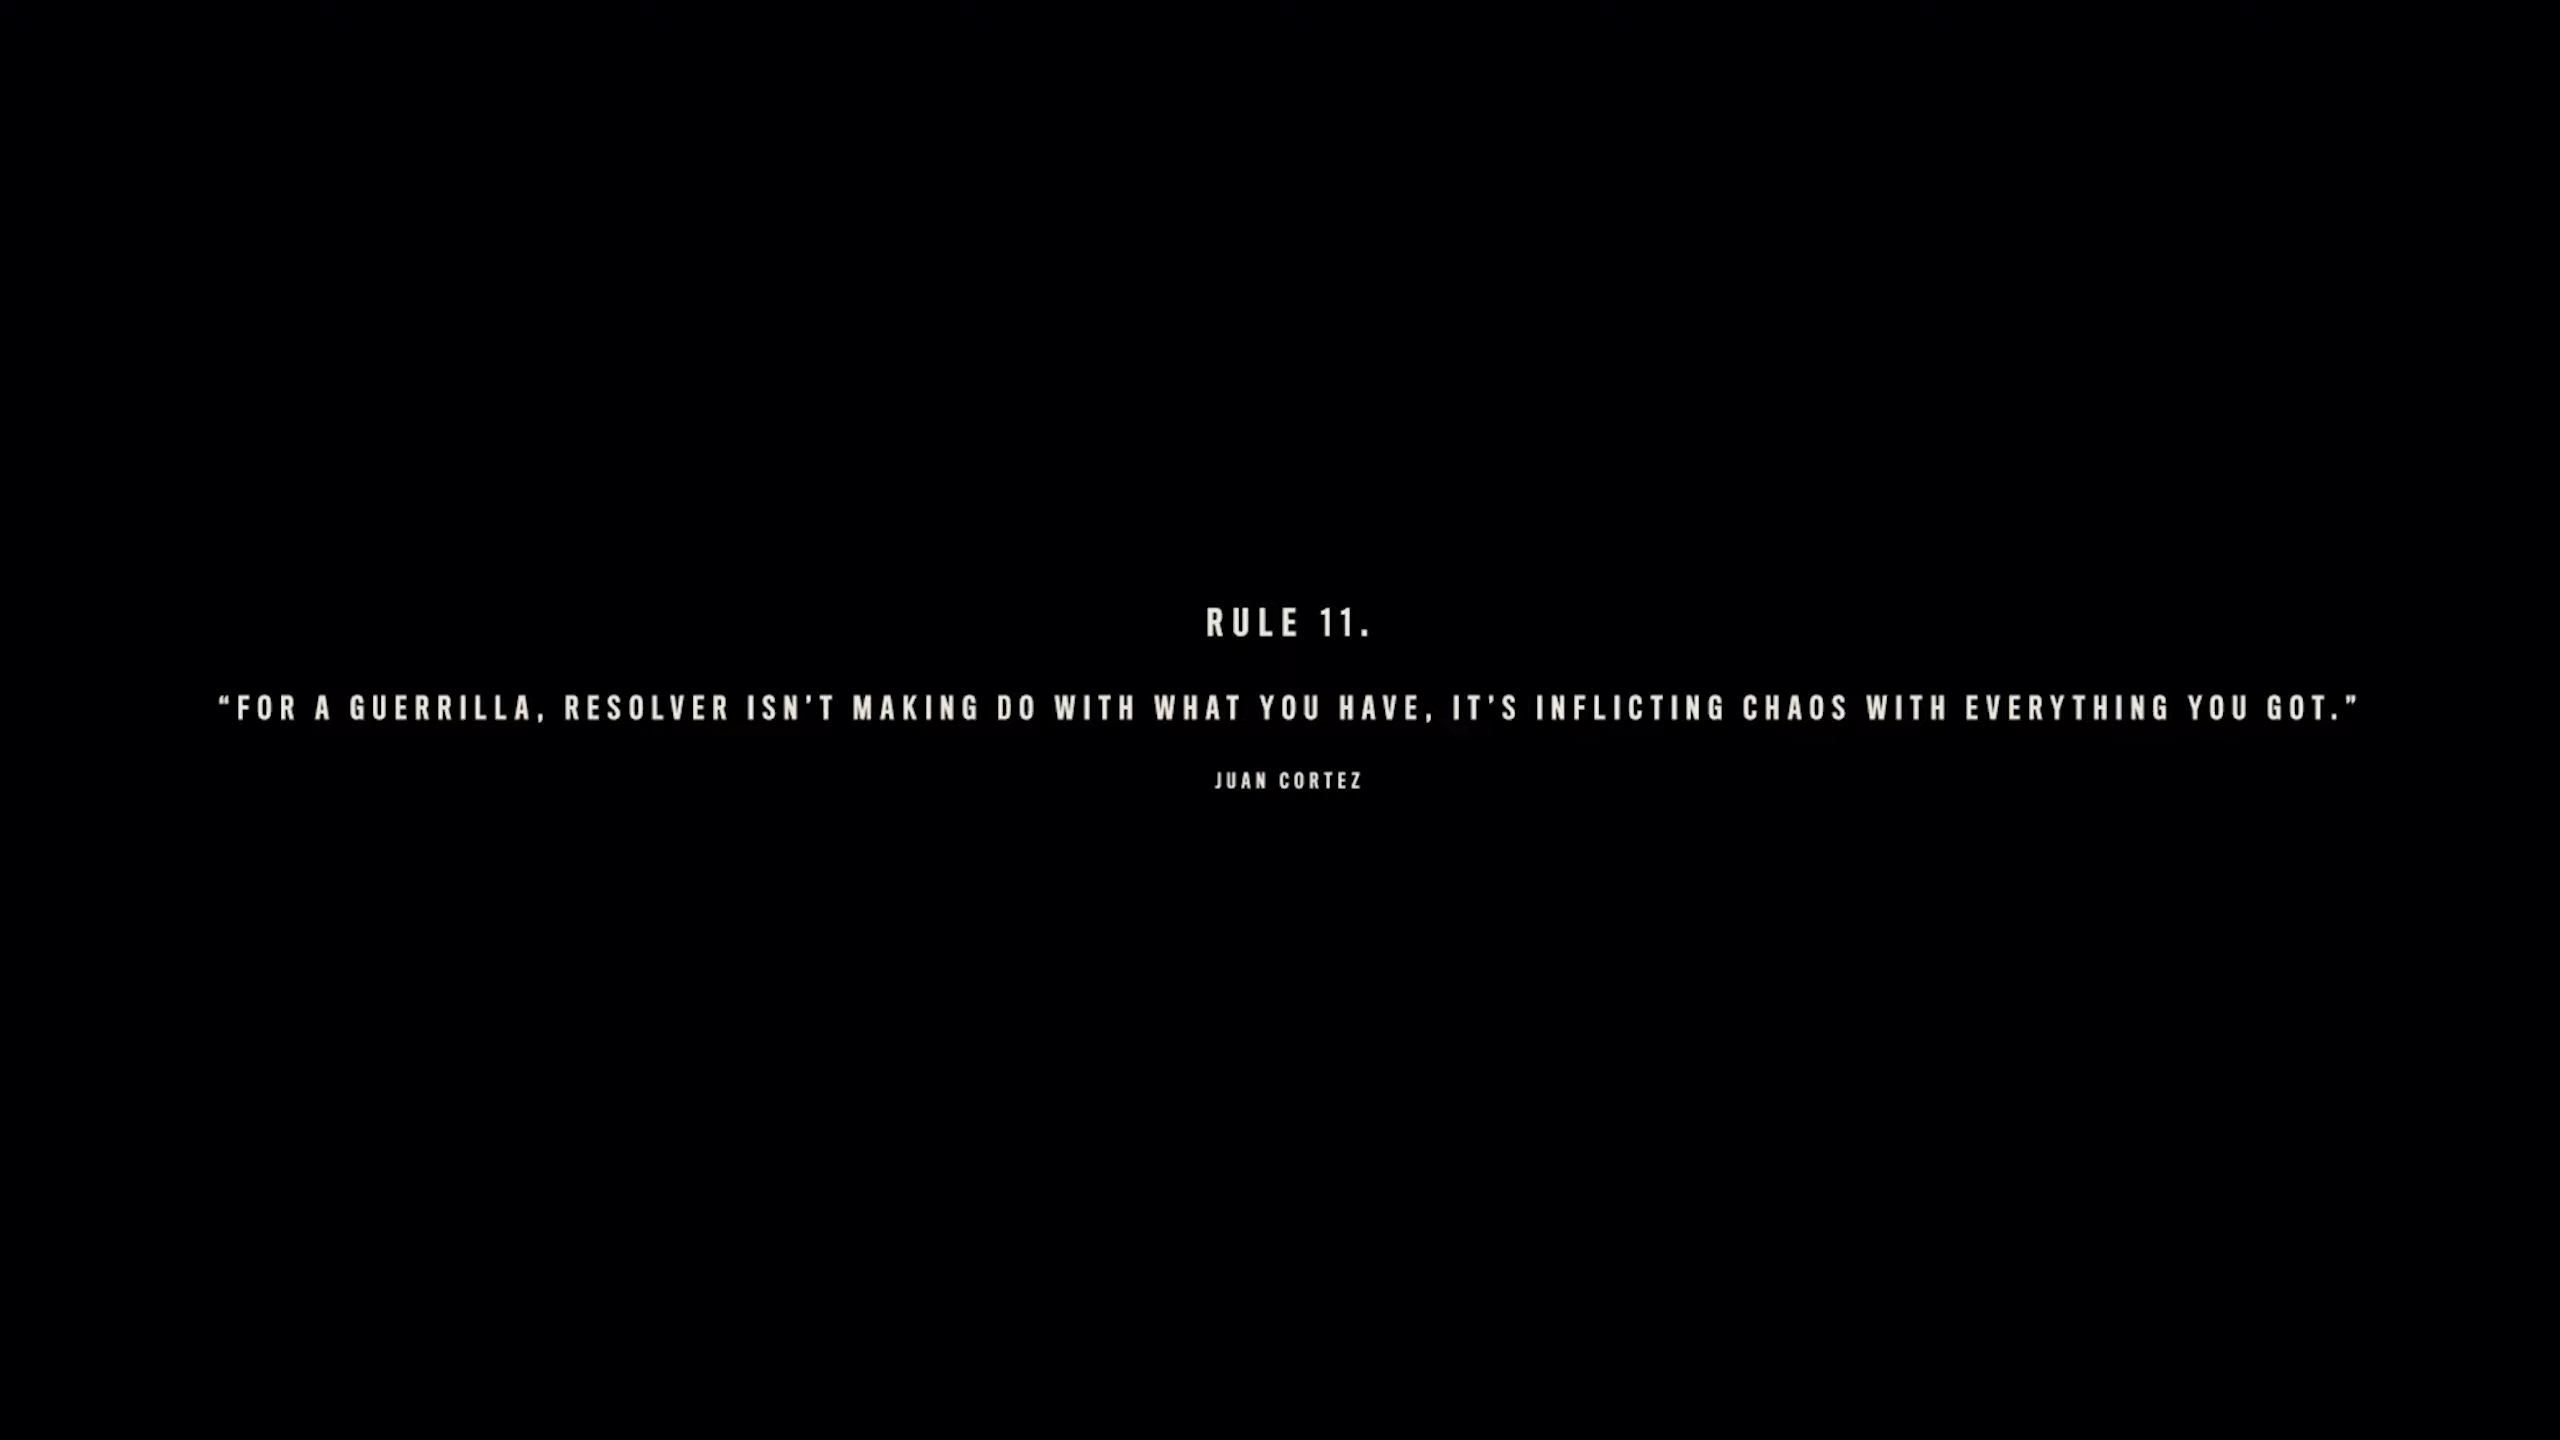 RULE 11.
“FOR A GUERRILLA, RESOLVER ISN’T MAKING DO WITH WHAT YOU HAVE, IT’S INFLICTING CHAOS WITH EVERYTHING YOU GOT.”
JUAN CORTEZ